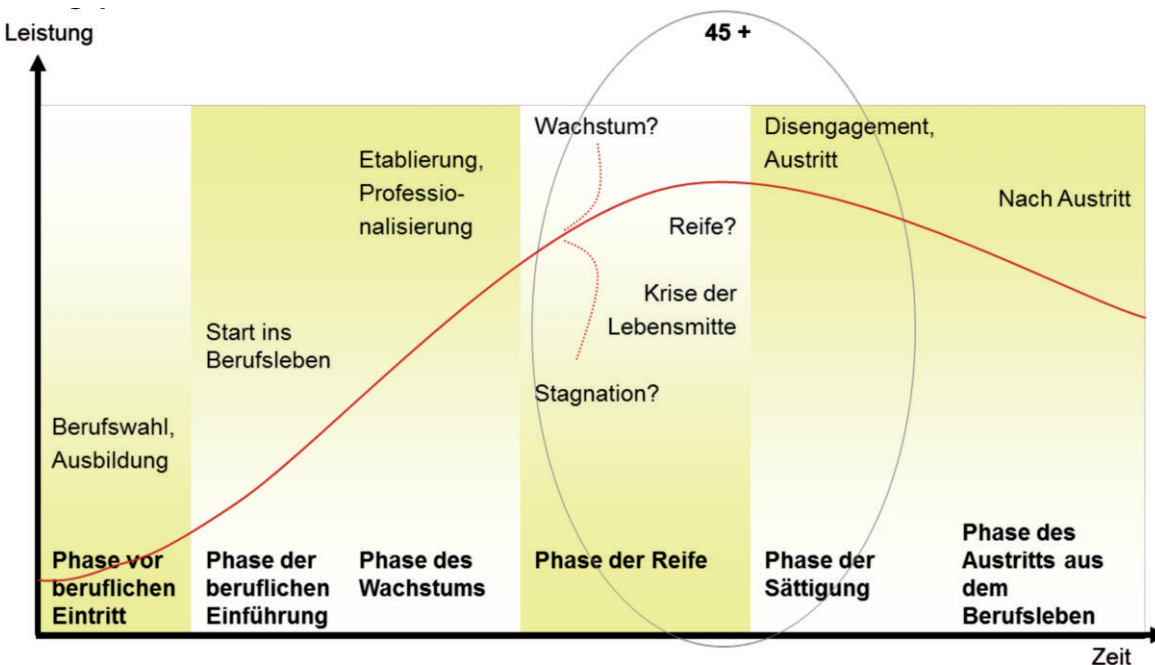 Leistung
45 +
Wachstum?
Disengagement,
Austritt
Etablierung,
Professio-
nalisierung
Nach Austritt
Reife?
Krise der
Lebensmitte
Start ins
Berufsleben
Stagnation?
Berufswahl,
Ausbildung
Phase vor
beruflichen
Eintritt
Phase der
beruflichen
Einführung
Phase des
Wachstums
Phase der Reife
Phase der
Sättigung
Phase des
Austritts aus
dem
Berufsleben
Zeit